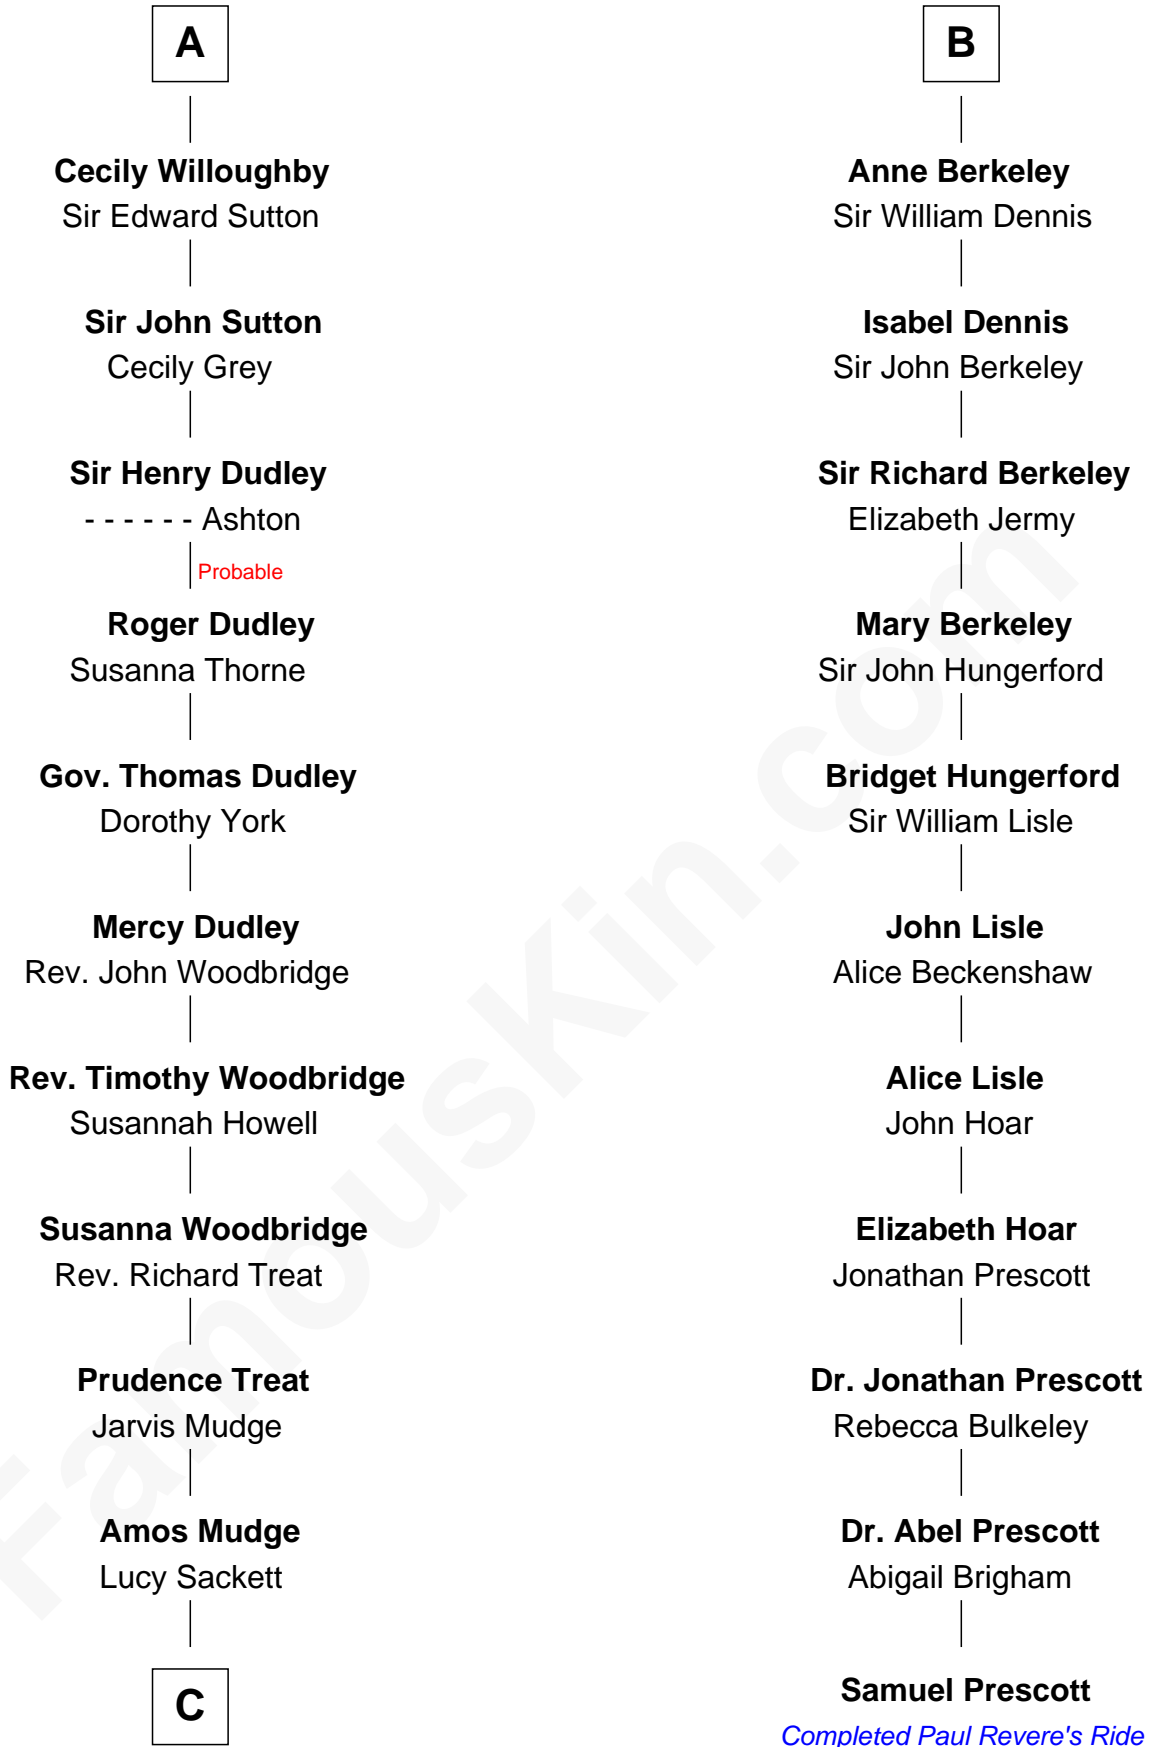 A
Cecily Willoughby
Sir Edward Sutton
Sir John Sutton
Cecily Grey
Sir Henry Dudley
- - - - - - Ashton
Probable
Roger Dudley
Susanna Thorne
Gov. Thomas Dudley
Dorothy York
Mercy Dudley
Rev. John Woodbridge
Rev. Timothy Woodbridge
Susannah Howell
Susanna Woodbridge
Rev. Richard Treat
Prudence Treat
Jarvis Mudge
Amos Mudge
Lucy Sackett
C
B
Anne Berkeley
Sir William Dennis
Isabel Dennis
Sir John Berkeley
Sir Richard Berkeley
Elizabeth Jermy
Mary Berkeley
Sir John Hungerford
Bridget Hungerford
Sir William Lisle
John Lisle
Alice Beckenshaw
Alice Lisle
John Hoar
Elizabeth Hoar
Jonathan Prescott
Dr. Jonathan Prescott
Rebecca Bulkeley
Dr. Abel Prescott
Abigail Brigham
Samuel Prescott
Completed Paul Revere's Ride
FamousKin.com